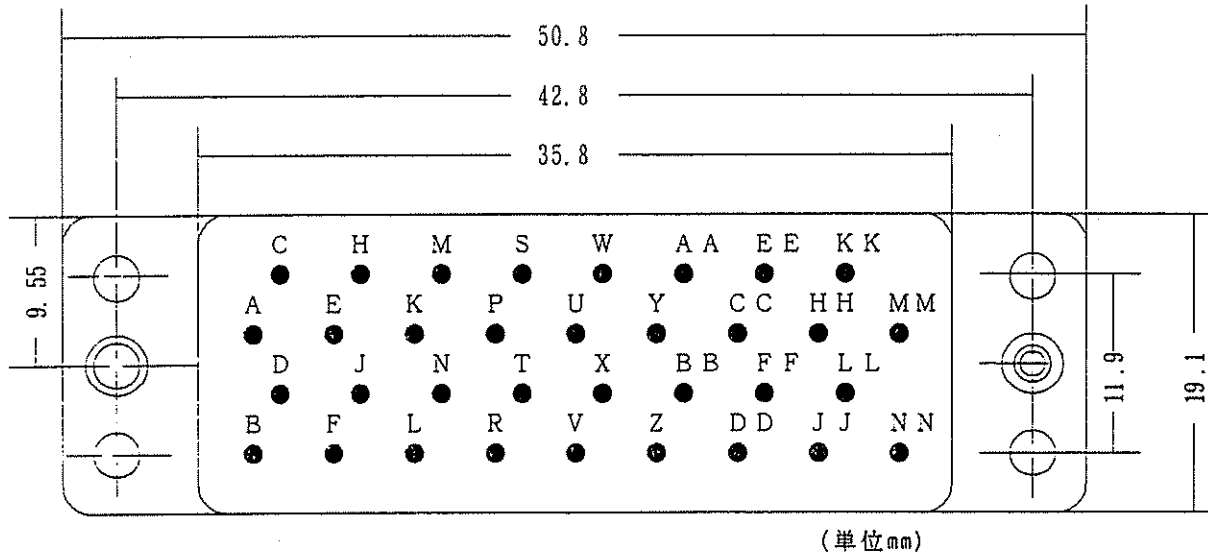 50.8
42.8
35.8
C H M S W AA EE KK
A E K P U Y CC HH MM
D J N T X BB FF LL
B F L R V Z DD JJ NN
9.55
11.9
19.1
(単位mm)